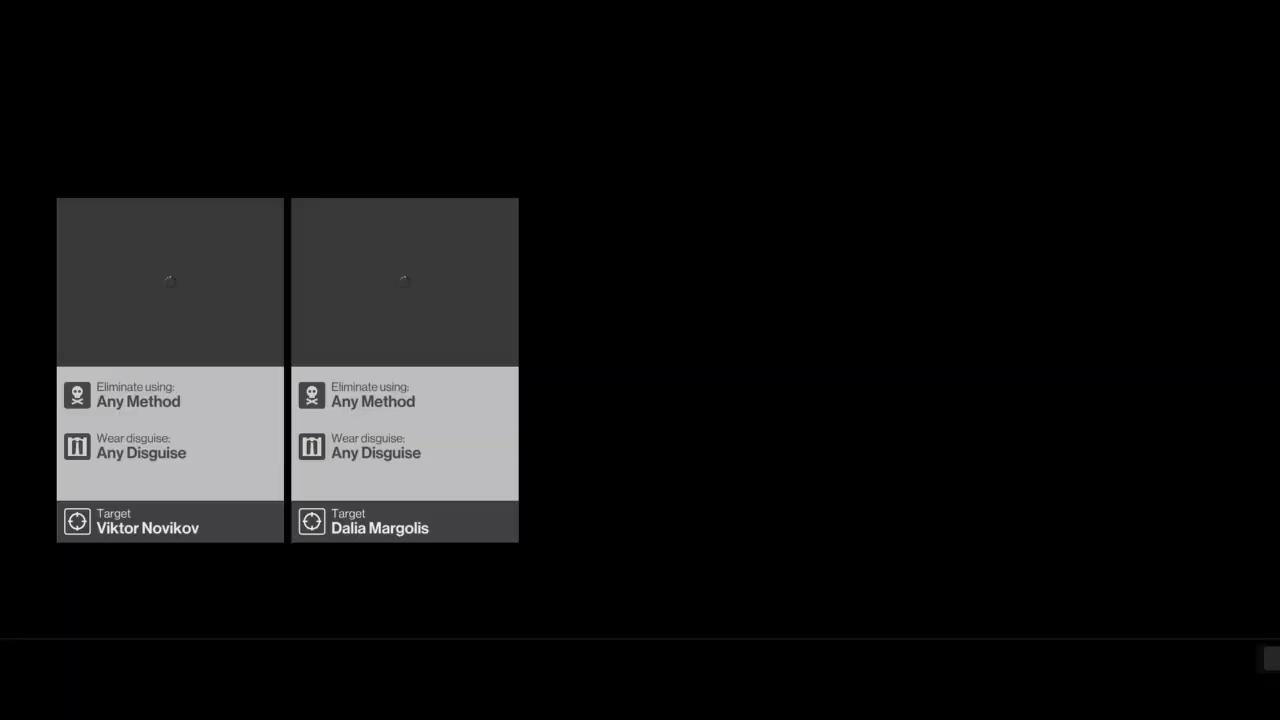 Eliminate using:
Any Method
Wear disguise:
Any Disguise
Target
Viktor Novikov
Eliminate using:
Any Method
Wear disguise:
Any Disguise
Target
Dalia Margolis